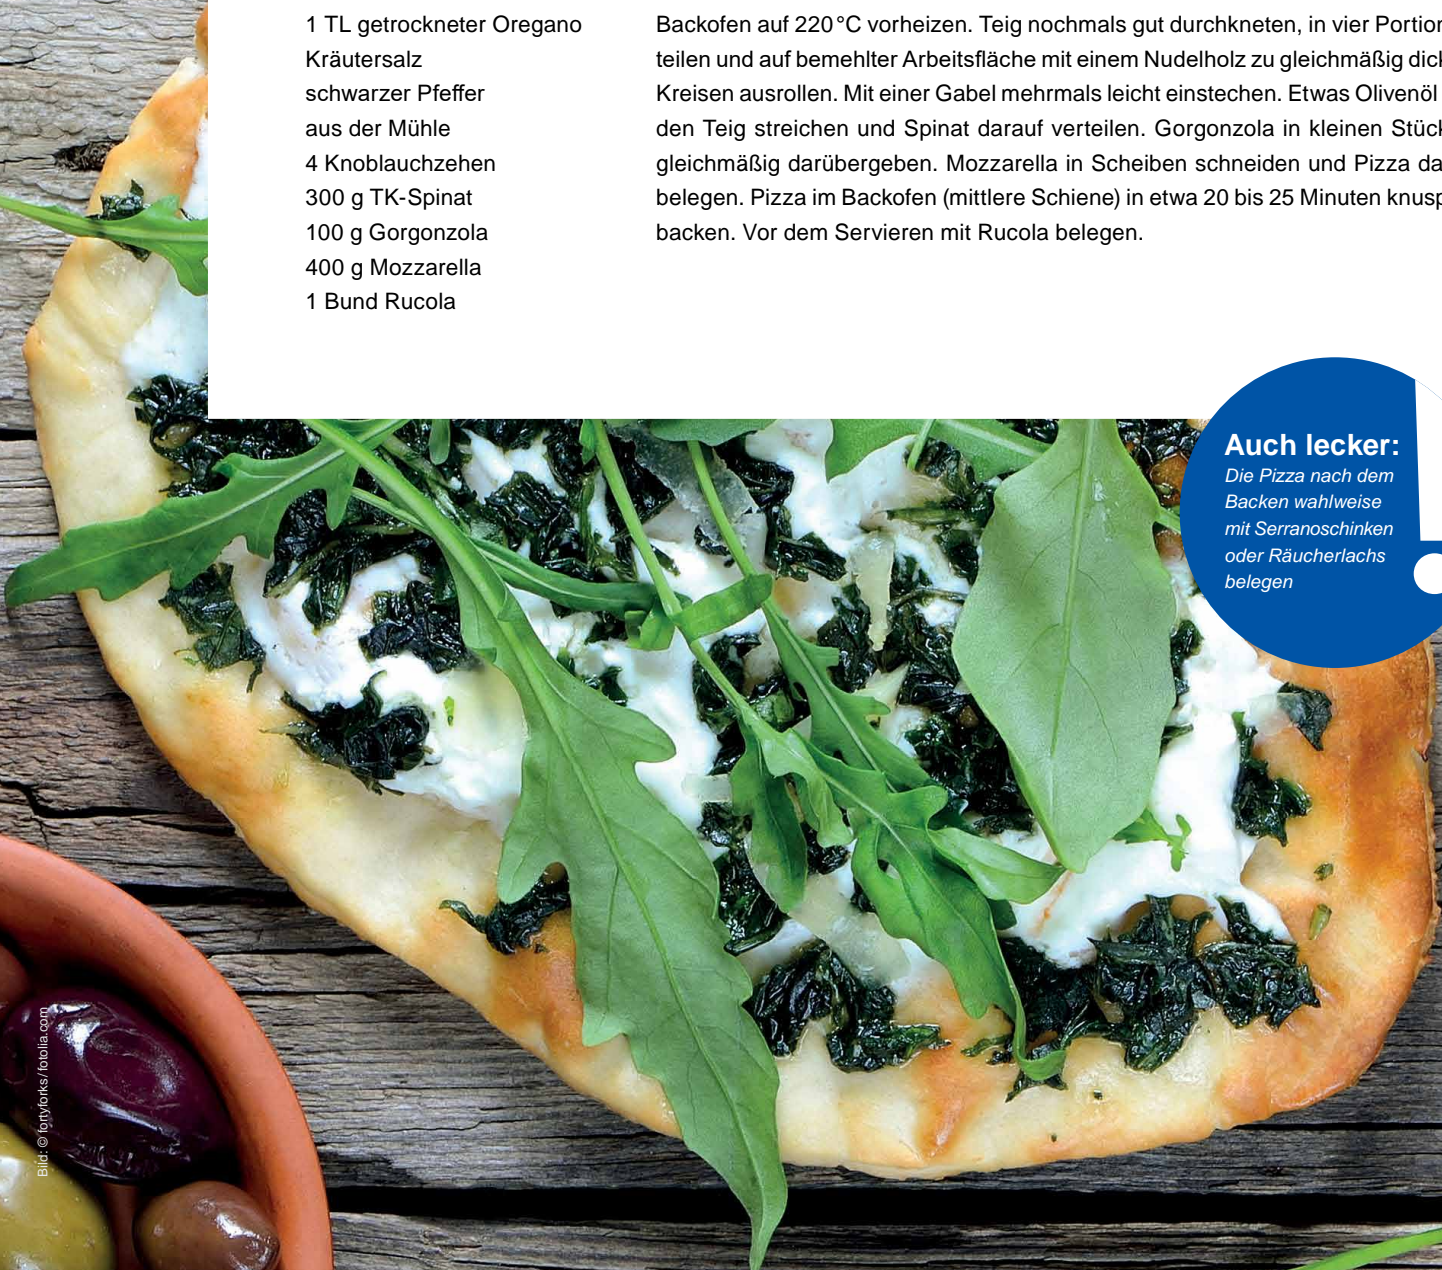 1 TL getrockneter Oregano
Kräutersalz
schwarzer Pfeffer
aus der Mühle
4 Knoblauchzehen
300 g TK-Spinat
100 g Gorgonzola
400 g Mozzarella
1 Bund Rucola
Backofen auf 220 °C vorheizen. Teig nochmals gut durchkneten, in vier Portion
teilen und auf bemehlter Arbeitsfläche mit einem Nudelholz zu gleichmäßig dick
Kreisen ausrollen. Mit einer Gabel mehrmals leicht einstechen. Etwas Olivenöl
den Teig streichen und Spinat darauf verteilen. Gorgonzola in kleinen Stück
gleichmäßig darübergeben. Mozzarella in Scheiben schneiden und Pizza da
belegen. Pizza im Backofen (mittlere Schiene) in etwa 20 bis 25 Minuten knusp
backen. Vor dem Servieren mit Rucola belegen.
Auch lecker:
Die Pizza nach dem
Backen wahlweise
mit Serranoschinken
oder Räucherlachs
belegen
Bild: © fortyforks/fotolia.com